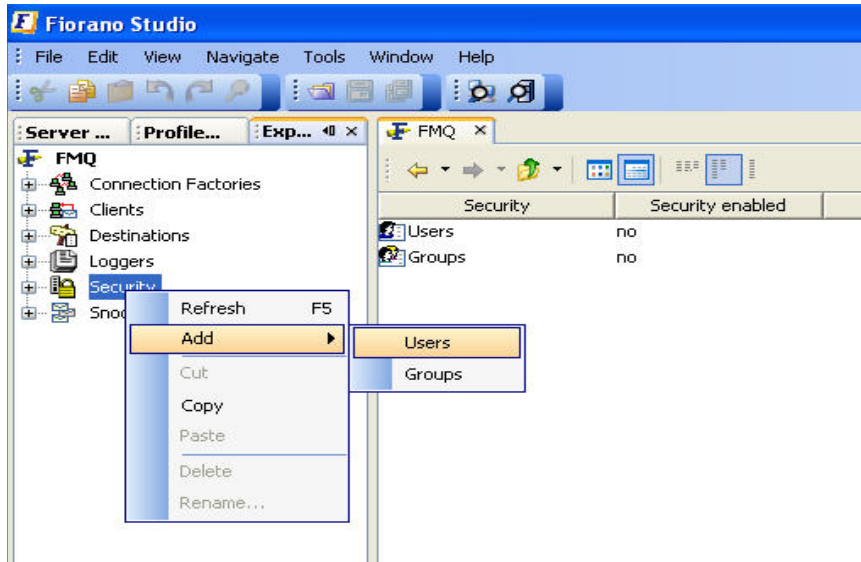 Fiorano Studio
File Edit View Navigate Tools Window Help
Server ... Profile... Exp...
FMQ
FMQ
Connection Factories
Clients
Destinations
Loggers
Security
Snoo
Security Security enabled
Users no
Groups no
Refresh F5
Add
Cut
Copy
Paste
Delete
Rename...
Users
Groups